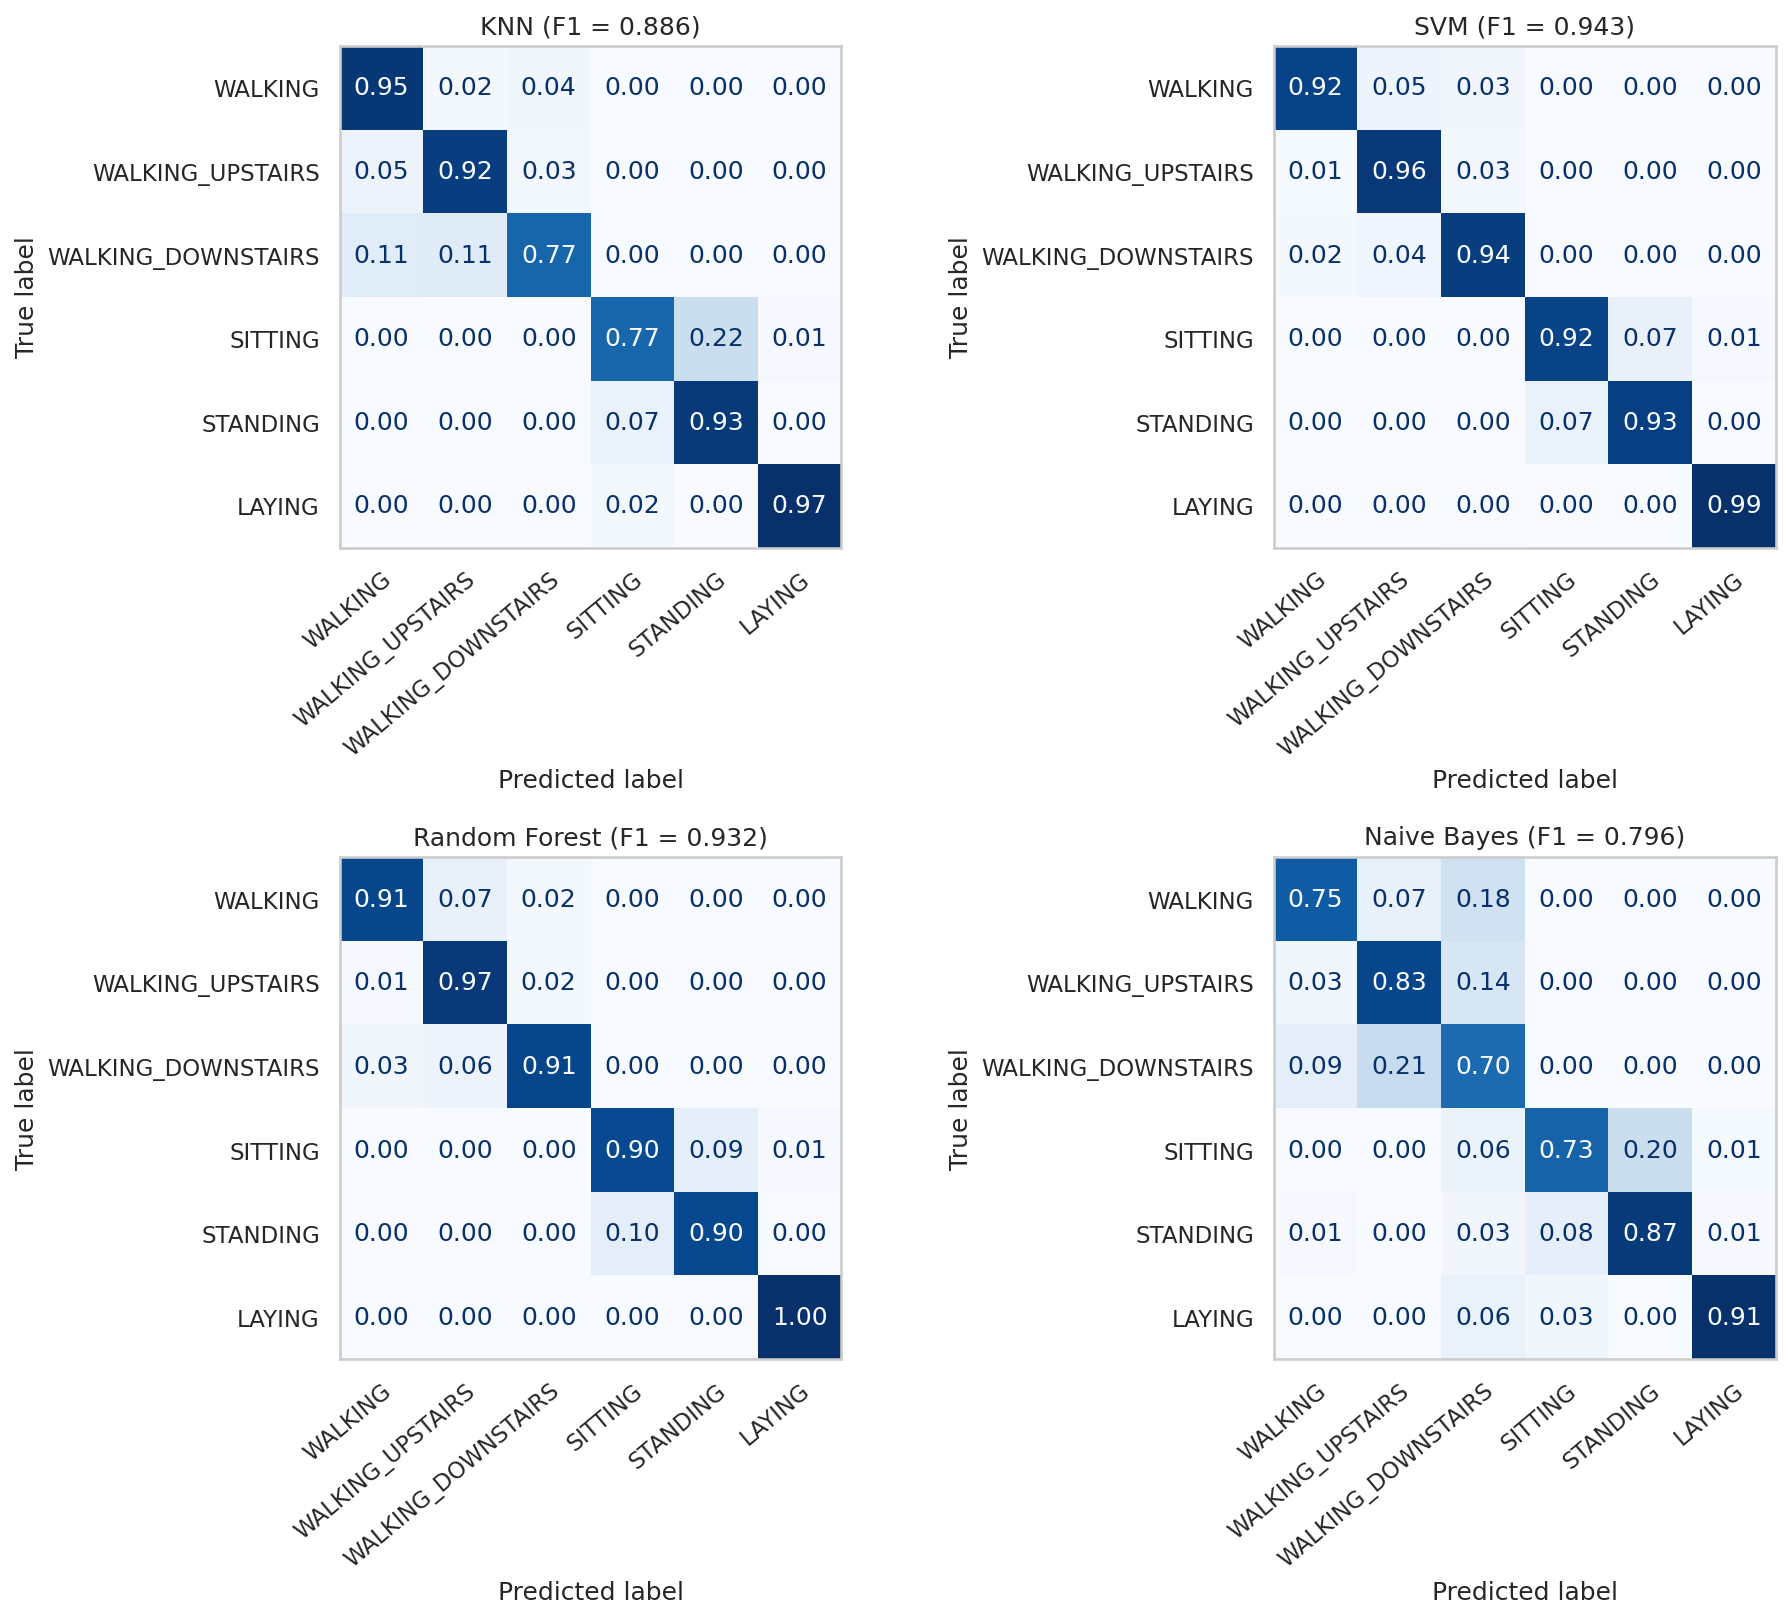 KNN (F1 = 0.886)
True label
WALKING 0.95 0.02 0.04 0.00 0.00 0.00
WALKING_UPSTAIRS 0.05 0.92 0.03 0.00 0.00 0.00
WALKING_DOWNSTAIRS 0.11 0.11 0.77 0.00 0.00 0.00
SITTING 0.00 0.00 0.00 0.77 0.22 0.01
STANDING 0.00 0.00 0.00 0.07 0.93 0.00
LAYING 0.00 0.00 0.00 0.02 0.00 0.97
WALKING
WALKING_UPSTAIRS
WALKING_DOWNSTAIRS
SITTING
STANDING
LAYING
Predicted label
SVM (F1 = 0.943)
True label
WALKING 0.92 0.05 0.03 0.00 0.00 0.00
WALKING_UPSTAIRS 0.01 0.96 0.03 0.00 0.00 0.00
WALKING_DOWNSTAIRS 0.02 0.04 0.94 0.00 0.00 0.00
SITTING 0.00 0.00 0.00 0.92 0.07 0.01
STANDING 0.00 0.00 0.00 0.07 0.93 0.00
LAYING 0.00 0.00 0.00 0.00 0.00 0.99
WALKING
WALKING_UPSTAIRS
WALKING_DOWNSTAIRS
SITTING
STANDING
LAYING
Predicted label
Random Forest (F1 = 0.932)
True label
WALKING 0.91 0.07 0.02 0.00 0.00 0.00
WALKING_UPSTAIRS 0.01 0.97 0.02 0.00 0.00 0.00
WALKING_DOWNSTAIRS 0.03 0.06 0.91 0.00 0.00 0.00
SITTING 0.00 0.00 0.00 0.90 0.09 0.01
STANDING 0.00 0.00 0.00 0.10 0.90 0.00
LAYING 0.00 0.00 0.00 0.00 0.00 1.00
WALKING
WALKING_UPSTAIRS
WALKING_DOWNSTAIRS
SITTING
STANDING
LAYING
Predicted label
Naive Bayes (F1 = 0.796)
True label
WALKING 0.75 0.07 0.18 0.00 0.00 0.00
WALKING_UPSTAIRS 0.03 0.83 0.14 0.00 0.00 0.00
WALKING_DOWNSTAIRS 0.09 0.21 0.70 0.00 0.00 0.00
SITTING 0.00 0.00 0.06 0.73 0.20 0.01
STANDING 0.01 0.00 0.03 0.08 0.87 0.01
LAYING 0.00 0.00 0.06 0.03 0.00 0.91
WALKING
WALKING_UPSTAIRS
WALKING_DOWNSTAIRS
SITTING
STANDING
LAYING
Predicted label